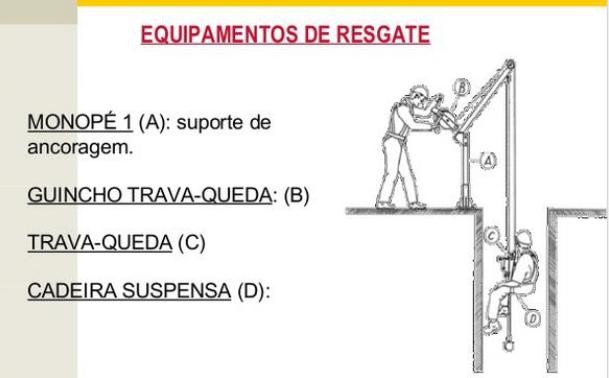 EQUIPAMENTOS DE RESGATE
MONOPÉ 1 (A): suporte de
ancoragem.
GUINCHO TRAVA-QUEDA: (B)
TRAVA-QUEDA (C)
CADEIRA SUSPENSA (D):
B
A
C
D